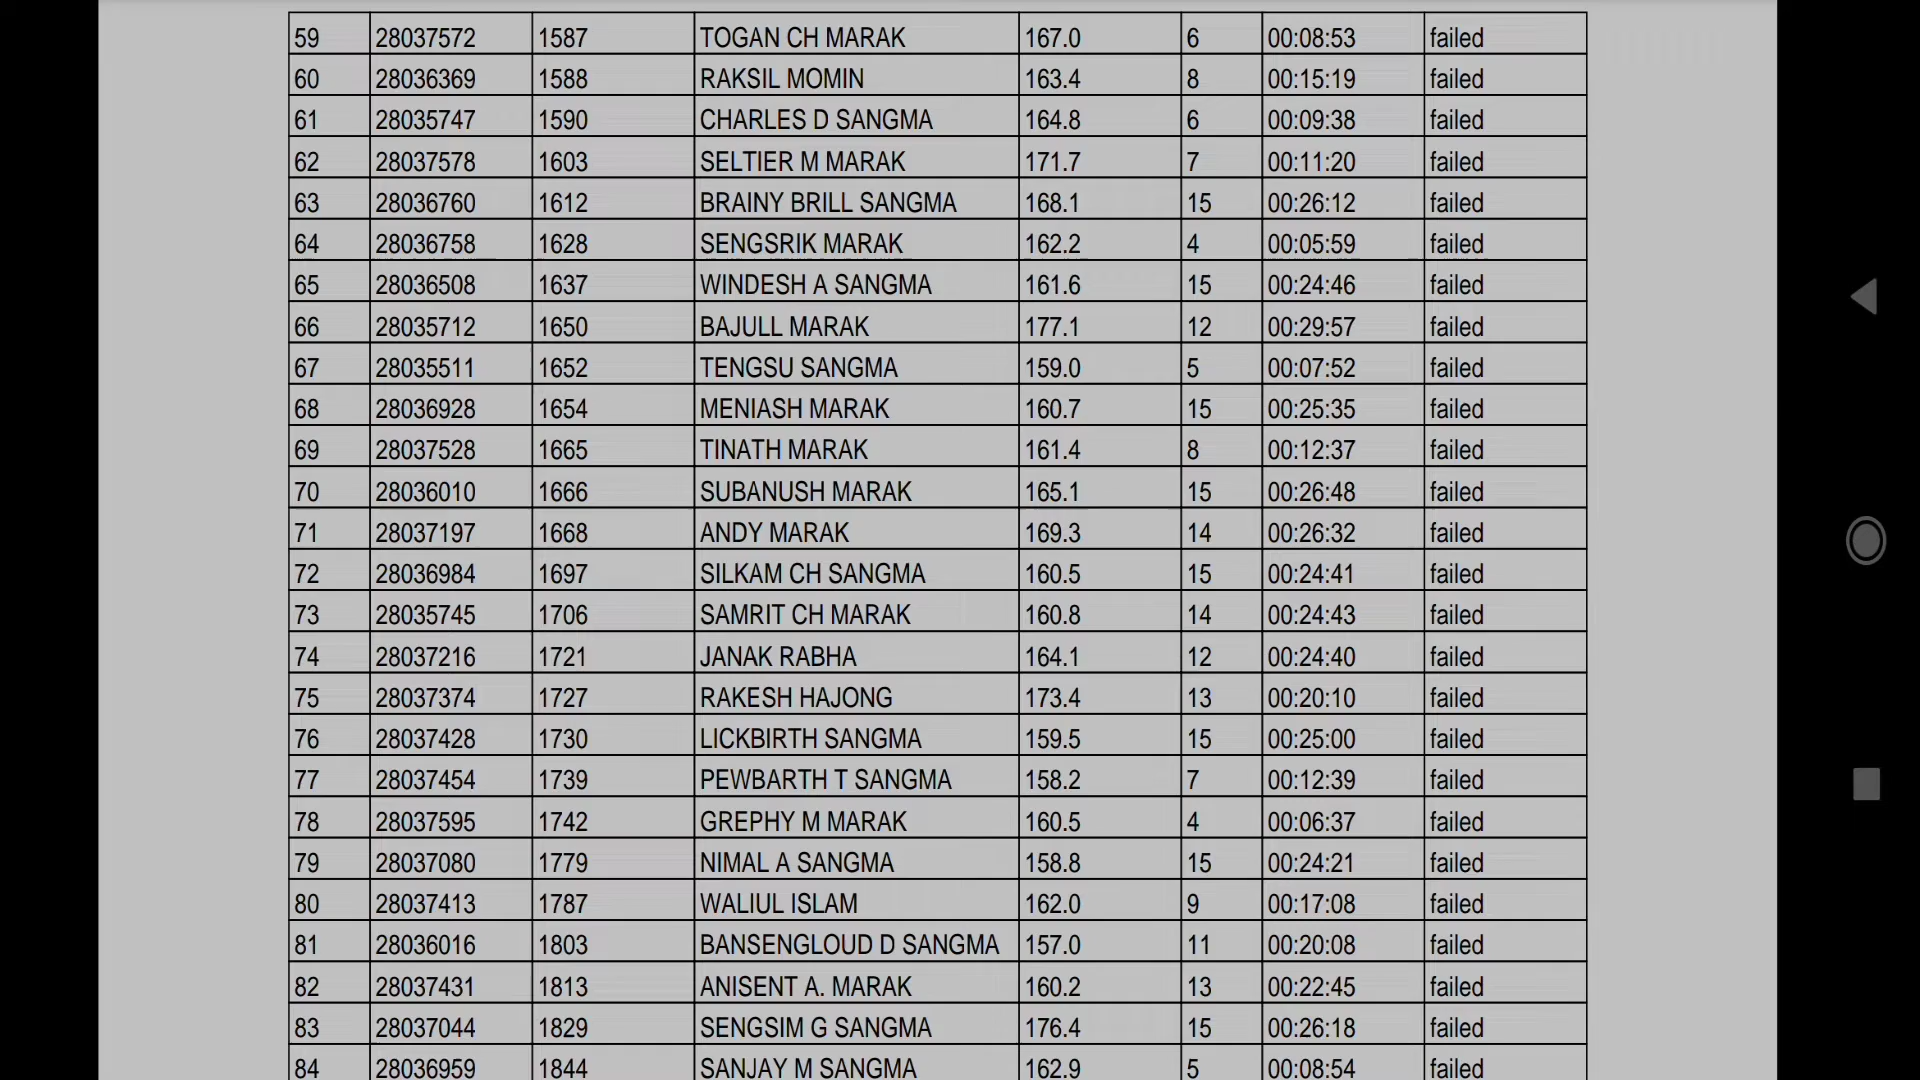 59 28037572 1587 TOGAN CH MARAK 167.0 6 00:08:53 failed
60 28036369 1588 RAKSIL MOMIN 163.4 8 00:15:19 failed
61 28035747 1590 CHARLES D SANGMA 164.8 6 00:09:38 failed
62 28037578 1603 SELTIER M MARAK 171.7 7 00:11:20 failed
63 28036760 1612 BRAINY BRILL SANGMA 168.1 15 00:26:12 failed
64 28036758 1628 SENGSRIK MARAK 162.2 4 00:05:59 failed
65 28036508 1637 WINDESH A SANGMA 161.6 15 00:24:46 failed
66 28035712 1650 BAJULL MARAK 177.1 12 00:29:57 failed
67 28035511 1652 TENGSU SANGMA 159.0 5 00:07:52 failed
68 28036928 1654 MENIASH MARAK 160.7 15 00:25:35 failed
69 28037528 1665 TINATH MARAK 161.4 8 00:12:37 failed
70 28036010 1666 SUBANUSH MARAK 165.1 15 00:26:48 failed
71 28037197 1668 ANDY MARAK 169.3 14 00:26:32 failed
72 28036984 1697 SILKAM CH SANGMA 160.5 15 00:24:41 failed
73 28035745 1706 SAMRIT CH MARAK 160.8 14 00:24:43 failed
74 28037216 1721 JANAK RABHA 164.1 12 00:24:40 failed
75 28037374 1727 RAKESH HAJONG 173.4 13 00:20:10 failed
76 28037428 1730 LICKBIRTH SANGMA 159.5 15 00:25:00 failed
77 28037454 1739 PEWBARTH T SANGMA 158.2 7 00:12:39 failed
78 28037595 1742 GREPHY M MARAK 160.5 4 00:06:37 failed
79 28037080 1779 NIMAL A SANGMA 158.8 15 00:24:21 failed
80 28037413 1787 WALIUL ISLAM 162.0 9 00:17:08 failed
81 28036016 1803 BANSENGLOUD D SANGMA 157.0 11 00:20:08 failed
82 28037431 1813 ANISENT A. MARAK 160.2 13 00:22:45 failed
83 28037044 1829 SENGSIM G SANGMA 176.4 15 00:26:18 failed
84 28036959 1844 SANJAY M SANGMA 162.9 5 00:08:54 failed